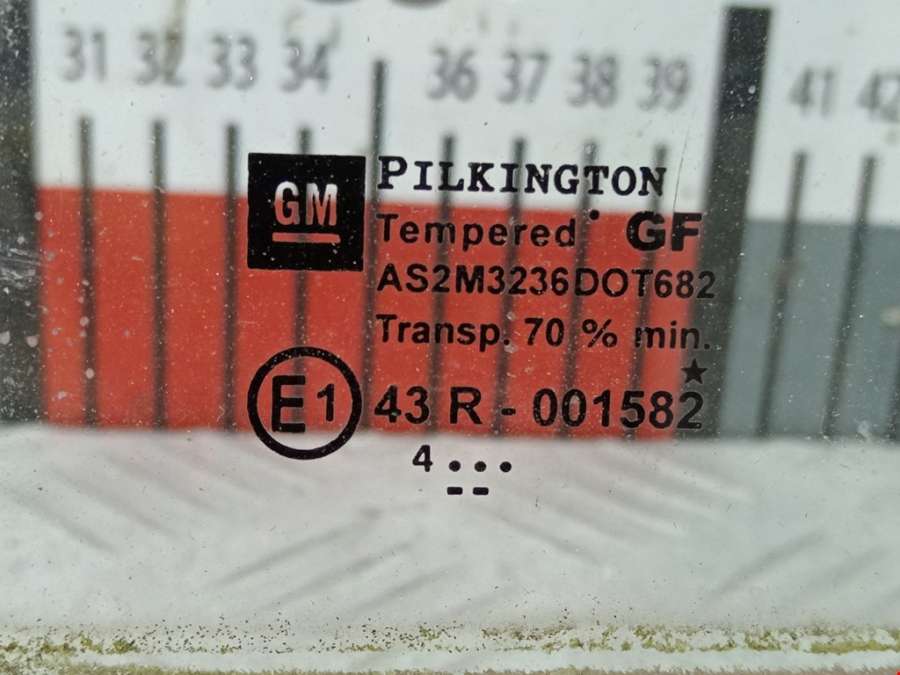 31 32 33 34 36 37 38 39 41 42
GM
PILKINGTON
Tempered GF
AS2M3236DOT682
Transp. 70 % min.
E1 43 R - 001582
4 ...
--